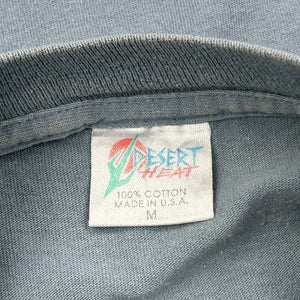 DESERT
HEAT
100% COTTON
MADE IN U.S.A.
M